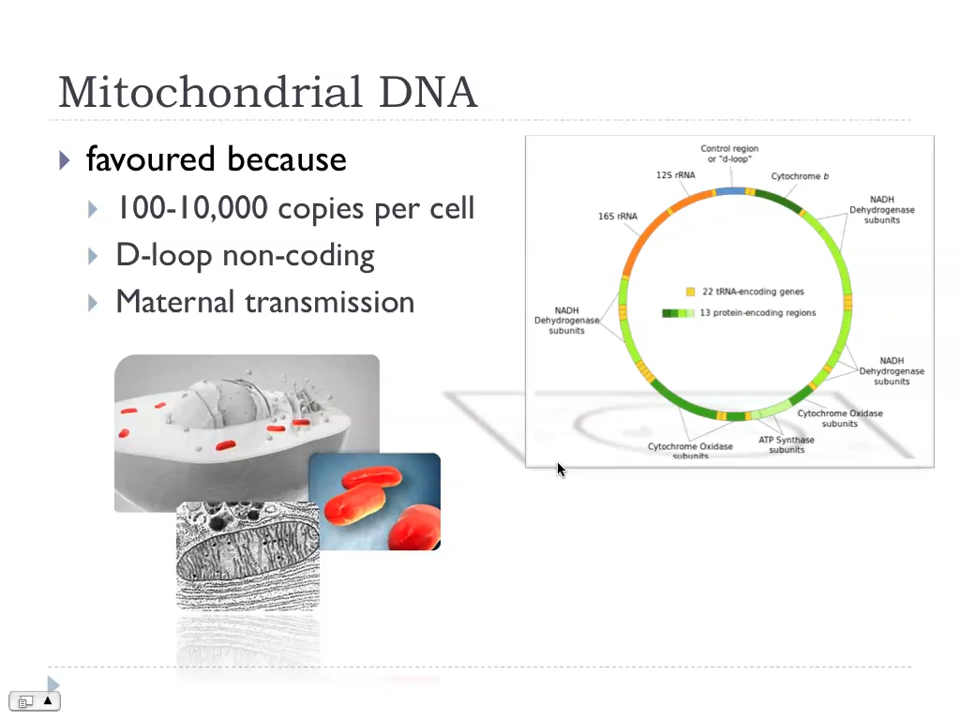 Mitochondrial DNA
favoured because
100-10,000 copies per cell
D-loop non-coding
Maternal transmission
Control region
or "d-loop"
12S rRNA
Cytochrome b
16S rRNA
NADH
Dehydrogenase
subunits
22 tRNA-encoding genes
13 protein-encoding regions
NADH
Dehydrogenase
subunits
NADH
Dehydrogenase
subunits
Cytochrome Oxidase
subunits
ATP Synthase
subunits
Cytochrome Oxidase
subunits